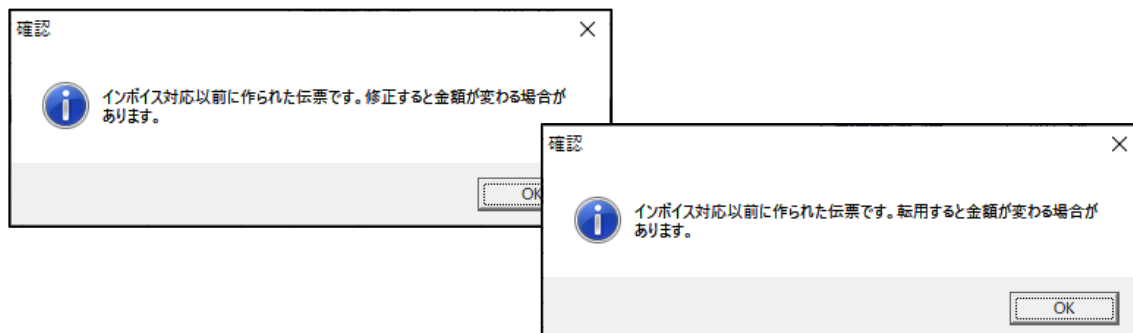 確認
インボイス対応以前に作られた伝票です。修正すると金額が変わる場合が
あります。
OK
確認
インボイス対応以前に作られた伝票です。転用すると金額が変わる場合が
あります。
OK